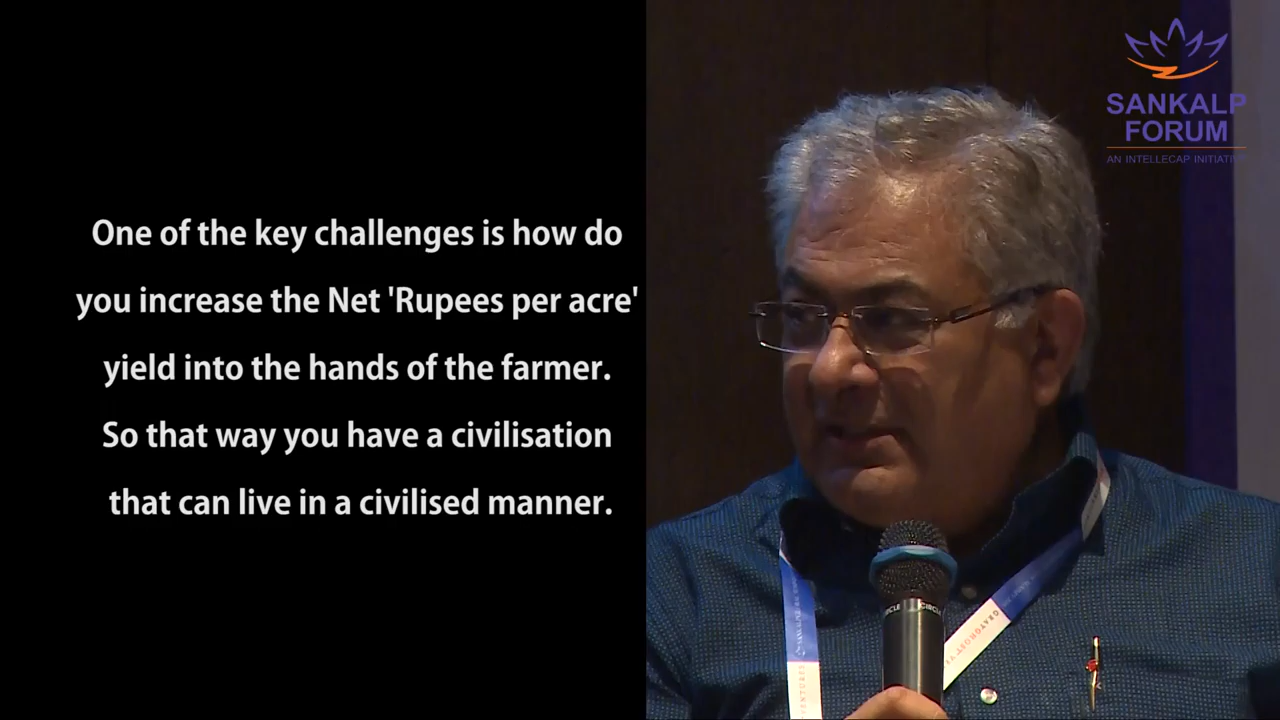 One of the key challenges is how do
you increase the Net 'Rupees per acre'
yield into the hands of the farmer.
So that way you have a civilisation
that can live in a civilised manner.
SANKALP
FORUM
AN INTELLECAP INITIATIVE
CIRCLE CIRCLE